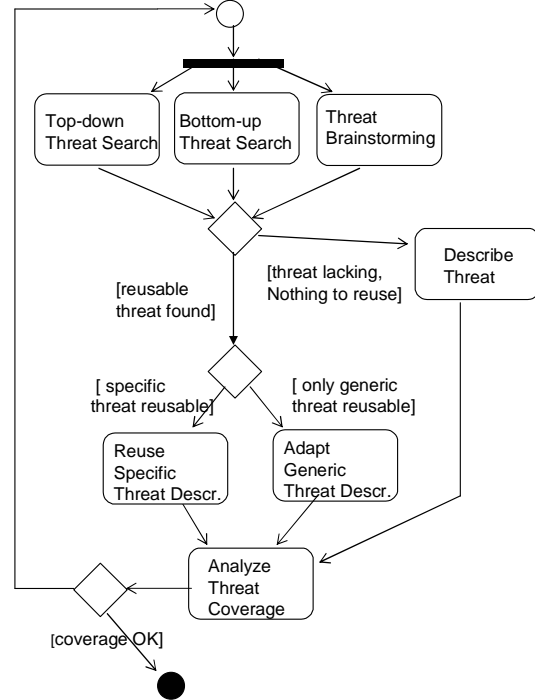 Top-down
Threat Search
Bottom-up
Threat Search
Threat
Brainstorming
Describe
Threat
[reusable
threat found]
[threat lacking,
Nothing to reuse]
[ specific
threat reusable]
[ only generic
threat reusable]
Reuse
Specific
Threat Descr.
Adapt
Generic
Threat Descr.
Analyze
Threat
Coverage
[coverage OK]